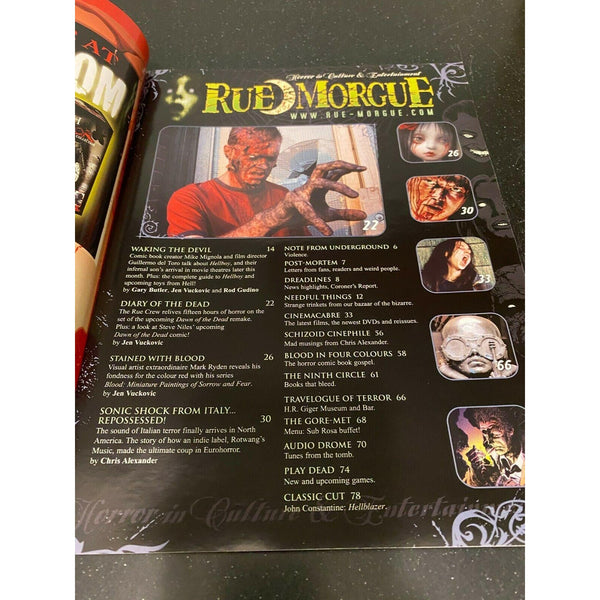 AT
OM
Horror in Culture & Entertainment
RUE MORGUE
WWW.RUE-MORGUE.COM
22
26
30
33
66
WAKING THE DEVIL 14
Comic book creator Mike Mignola and film director
Guillermo del Toro talk about Hellboy, and their
infernal son's arrival in movie theatres later this
month. Plus: the complete guide to Hellboy and
upcoming toys from Hell!
by Gary Butler, Jen Vuckovic and Rod Gudino
DIARY OF THE DEAD 22
The Rue Crew relives fifteen hours of horror on the
set of the upcoming Dawn of the Dead remake.
Plus: a look at Steve Niles' upcoming
Dawn of the Dead comic!
by Jen Vuckovic
STAINED WITH BLOOD 26
Visual artist extraordinaire Mark Ryden reveals his
fondness for the colour red with his series
Blood: Miniature Paintings of Sorrow and Fear.
by Jen Vuckovic
SONIC SHOCK FROM ITALY...
REPOSSESSED! 30
The sound of Italian terror finally arrives in North
America. The story of how an indie label, Rotwang's
Music, made the ultimate coup in Eurohorror.
by Chris Alexander
NOTE FROM UNDERGROUND 6
Violence.
POST-MORTEM 7
Letters from fans, readers and weird people.
DREADLINES 8
News highlights, Coroner's Report.
NEEDFUL THINGS 12
Strange trinkets from our bazaar of the bizarre.
CINEMACABRE 33
The latest films, the newest DVDs and reissues.
SCHIZOID CINEPHILE 56
Mad musings from Chris Alexander.
BLOOD IN FOUR COLOURS 58
The horror comic book gospel.
THE NINTH CIRCLE 61
Books that bleed.
TRAVELOGUE OF TERROR 66
H.R. Giger Museum and Bar.
THE GORE-MET 68
Menu: Sub Rosa buffet!
AUDIO DROME 70
Tunes from the tomb.
PLAY DEAD 74
New and upcoming games.
CLASSIC CUT 78
John Constantine: Hellblazer.
Horror in Culture & Entertainment